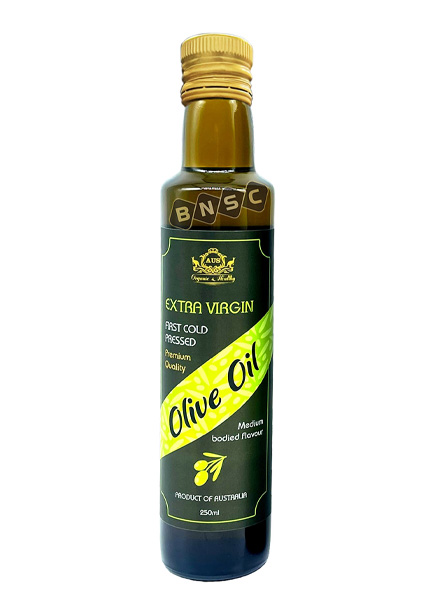 BNSC
AUS
Organic & Healthy
EXTRA VIRGIN
FIRST COLD
PRESSED
Premium
Quality
Olive Oil
Medium
bodied flavour
PRODUCT OF AUSTRALIA
250ml